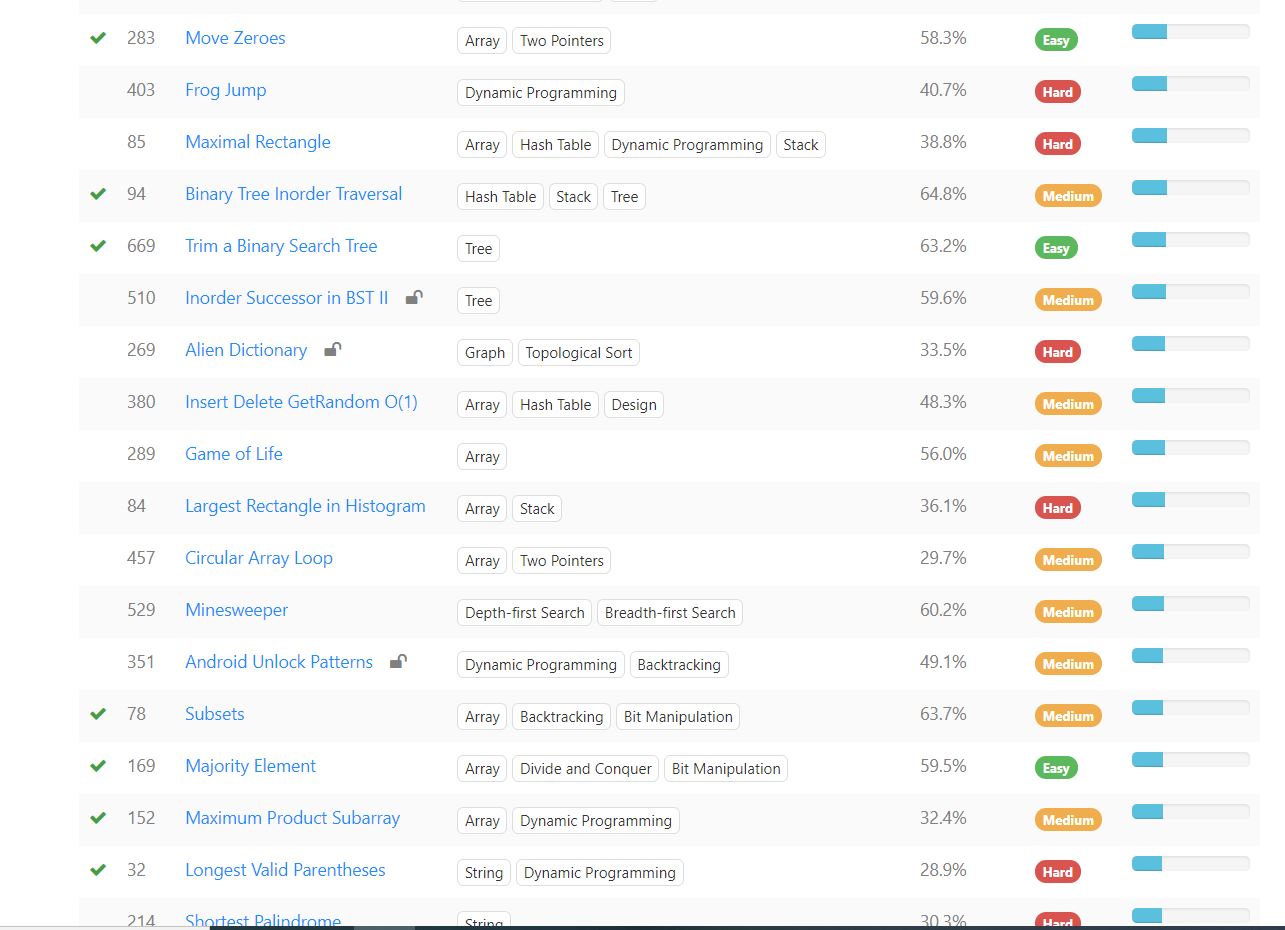 283 Move Zeroes Array Two Pointers 58.3% Easy
403 Frog Jump Dynamic Programming 40.7% Hard
85 Maximal Rectangle Array Hash Table Dynamic Programming Stack 38.8% Hard
94 Binary Tree Inorder Traversal Hash Table Stack Tree 64.8% Medium
669 Trim a Binary Search Tree Tree 63.2% Easy
510 Inorder Successor in BST II Tree 59.6% Medium
269 Alien Dictionary Graph Topological Sort 33.5% Hard
380 Insert Delete GetRandom O(1) Array Hash Table Design 48.3% Medium
289 Game of Life Array 56.0% Medium
84 Largest Rectangle in Histogram Array Stack 36.1% Hard
457 Circular Array Loop Array Two Pointers 29.7% Medium
529 Minesweeper Depth-first Search Breadth-first Search 60.2% Medium
351 Android Unlock Patterns Dynamic Programming Backtracking 49.1% Medium
78 Subsets Array Backtracking Bit Manipulation 63.7% Medium
169 Majority Element Array Divide and Conquer Bit Manipulation 59.5% Easy
152 Maximum Product Subarray Array Dynamic Programming 32.4% Medium
32 Longest Valid Parentheses String Dynamic Programming 28.9% Hard
214 Shortest Palindrome String 30.3% Hard